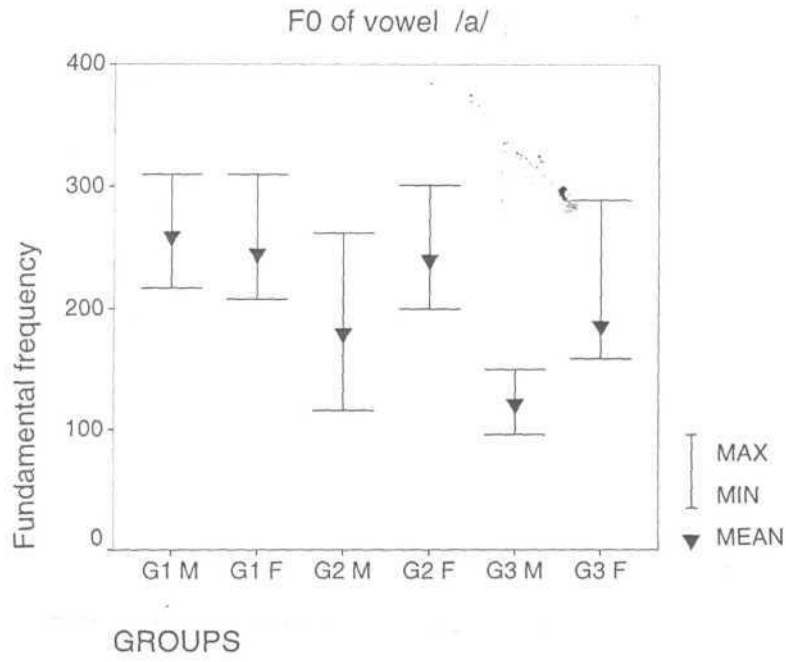 F0 of vowel /a/
Fundamental frequency
400
300
200
100
0
G1 M G1 F G2 M G2 F G3 M G3 F
GROUPS
MAX
MIN
MEAN